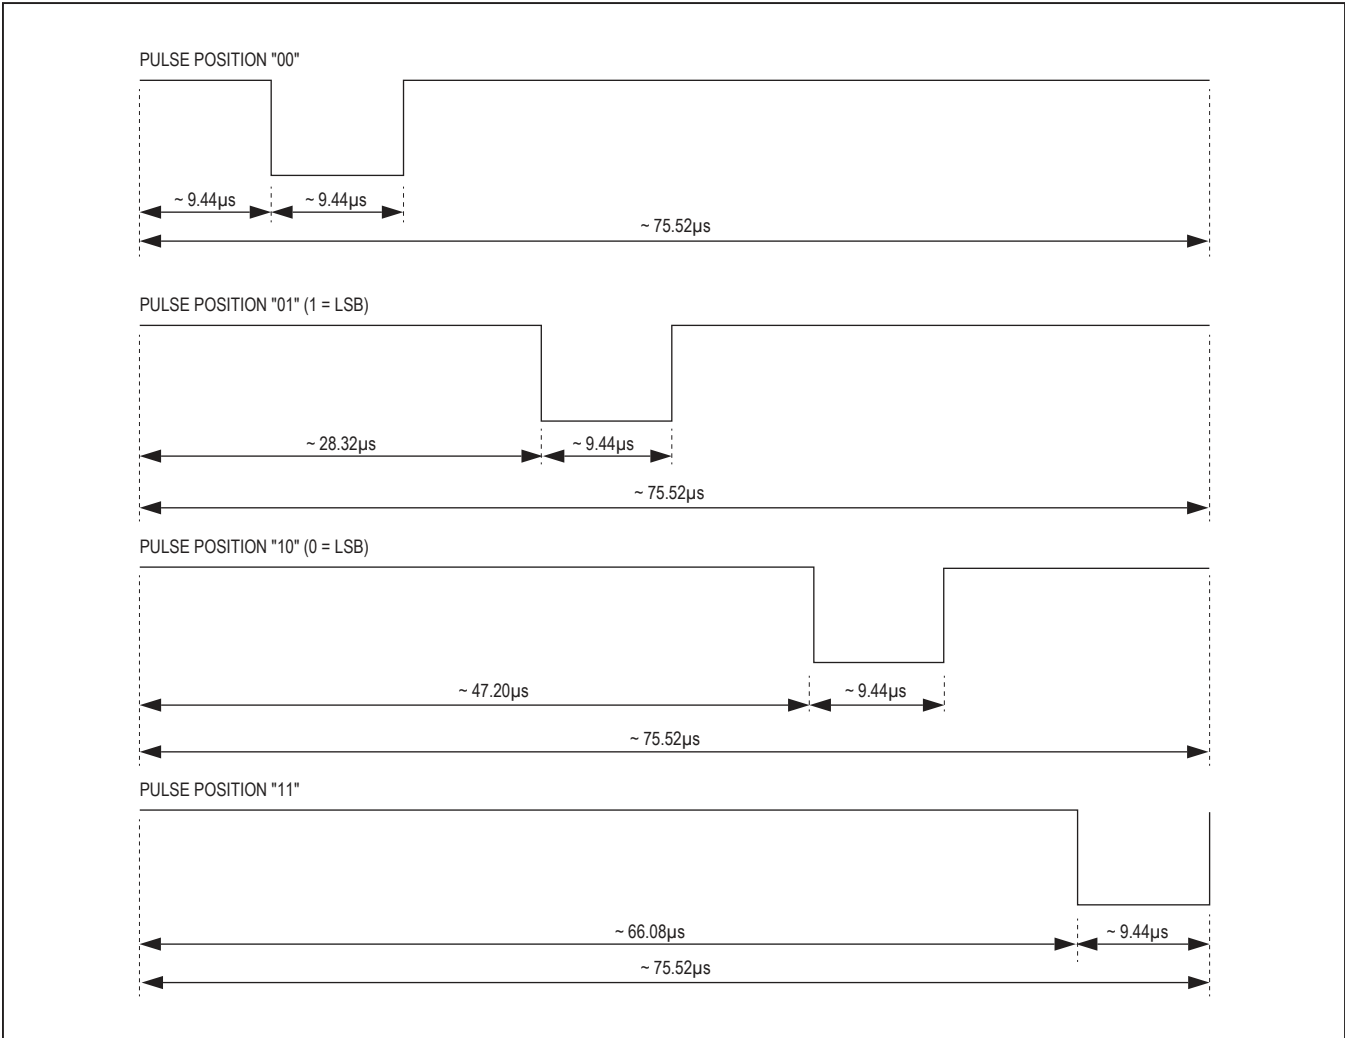 PULSE POSITION "00"
~ 9.44µs ~ 9.44µs
~ 75.52µs
PULSE POSITION "01" (1 = LSB)
~ 28.32µs ~ 9.44µs
~ 75.52µs
PULSE POSITION "10" (0 = LSB)
~ 47.20µs ~ 9.44µs
~ 75.52µs
PULSE POSITION "11"
~ 66.08µs ~ 9.44µs
~ 75.52µs